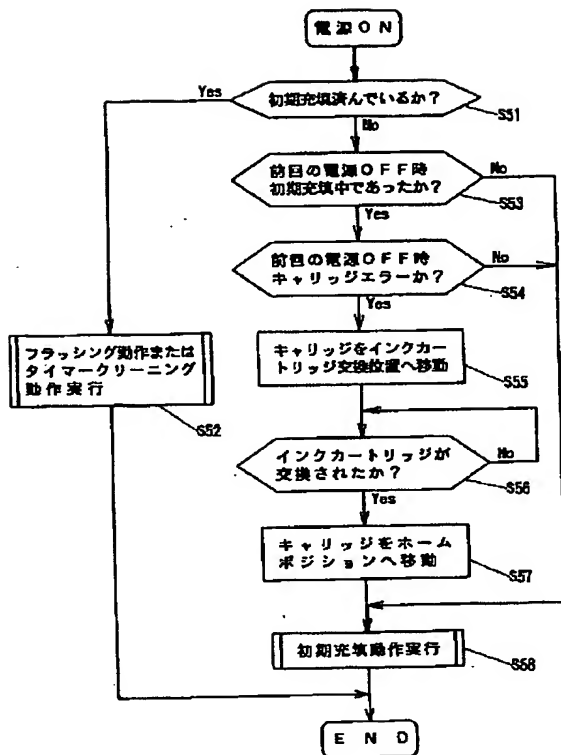 電源ON
Yes
初期充填済んでいるか?
S51
No
前回の電源OFF時
初期充填中であったか?
No
S53
Yes
前回の電源OFF時
キャリッジエラーか?
No
S54
Yes
フラッシング動作または
タイマークリーニング
動作実行
S52
キャリッジをインクカー
トリッジ交換位置へ移動
S55
インクカートリッジが
交換されたか?
No
S56
Yes
キャリッジをホーム
ポジションへ移動
S57
初期充填動作実行
S58
END